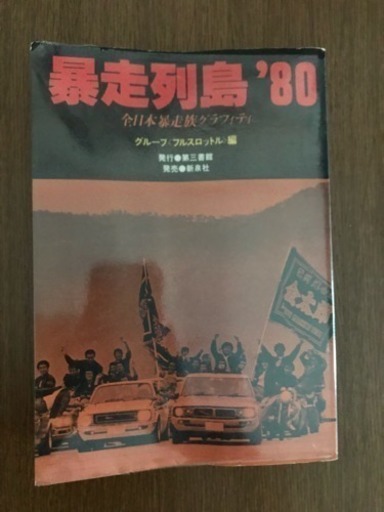 暴走列島'80
全日本暴走族グラフィティ
グループ〈フルスロットル〉編
発行●第三書館
発売●新泉社